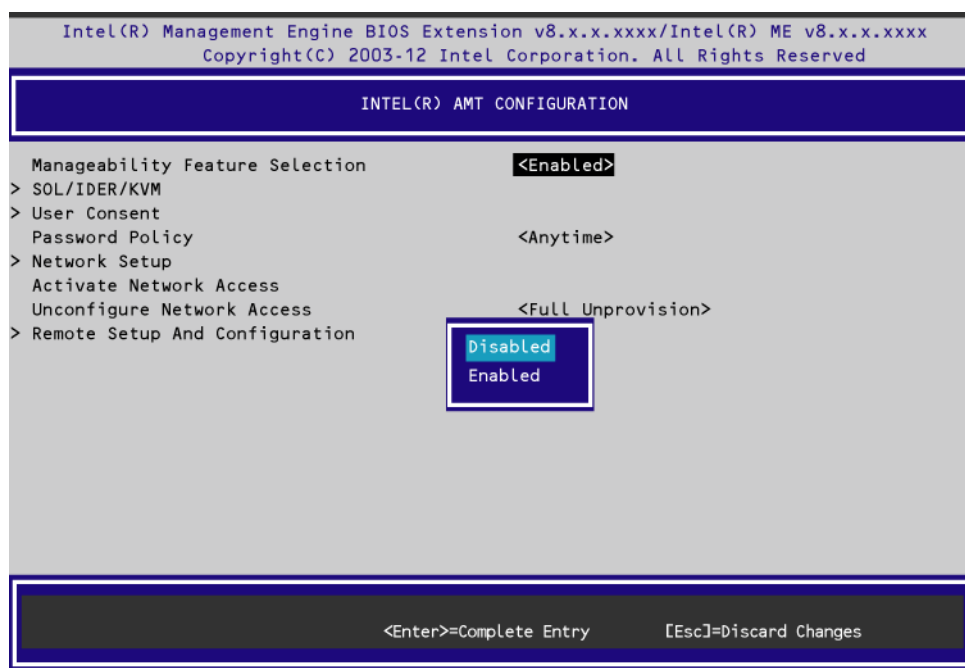 Intel(R) Management Engine BIOS Extension v8.x.x.xxxx/Intel(R) ME v8.x.x.xxxx
Copyright(C) 2003-12 Intel Corporation. All Rights Reserved
INTEL(R) AMT CONFIGURATION
Manageability Feature Selection <Enabled>
> SOL/IDER/KVM
> User Consent
Password Policy <Anytime>
> Network Setup
Activate Network Access
Unconfigure Network Access <Full Unprovision>
> Remote Setup And Configuration
Disabled
Enabled
<Enter>=Complete Entry [Esc]=Discard Changes